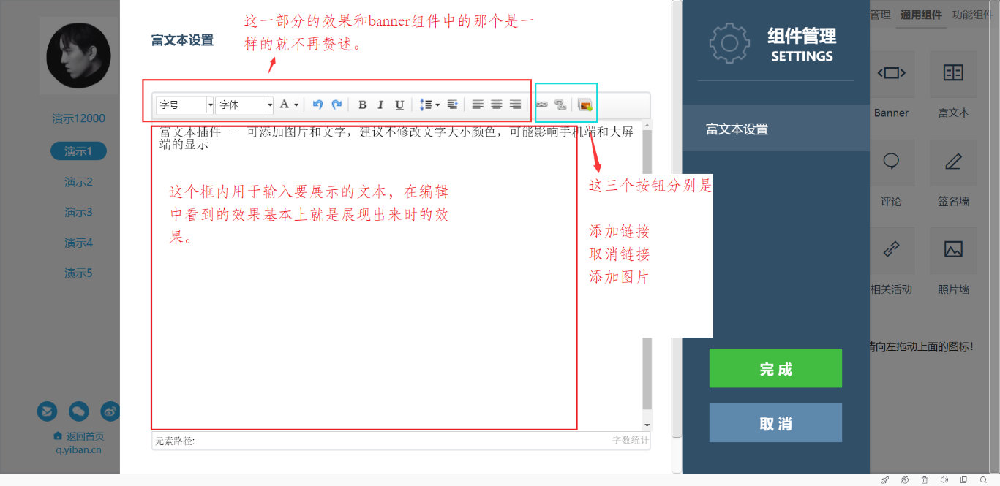 演示12000
演示1
演示2
演示3
演示4
演示5
返回首页
q.yiban.cn
富文本设置
这一部分的效果和banner组件中的那个是一
样的就不再赘述。
字号
字体
A
B I U
富文本插件 -- 可添加图片和文字，建议不修改文字大小颜色，可能影响手机端和大屏
端的显示
这个框内用于输入要展示的文本，在编辑
中看到的效果基本上就是展现出来时的效
果。
这三个按钮分别是
添加链接
取消链接
添加图片
元素路径:
字数统计
组件管理
SETTINGS
富文本设置
完 成
取 消
管理 通用组件 功能组件
Banner 富文本
评论 签名墙
相关活动 照片墙
请向左拖动上面的图标!